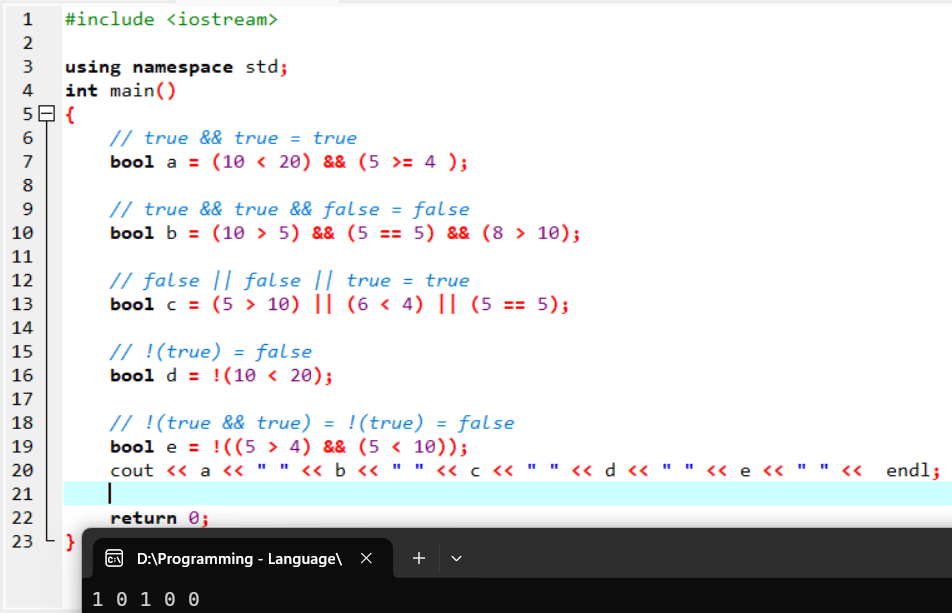 1 #include <iostream>
2
3 using namespace std;
4 int main()
5 {
6 // true && true = true
7 bool a = (10 < 20) && (5 >= 4 );
8
9 // true && true && false = false
10 bool b = (10 > 5) && (5 == 5) && (8 > 10);
11
12 // false || false || true = true
13 bool c = (5 > 10) || (6 < 4) || (5 == 5);
14
15 // !(true) = false
16 bool d = !(10 < 20);
17
18 // !(true && true) = !(true) = false
19 bool e = !((5 > 4) && (5 < 10));
20 cout << a << " " << b << " " << c << " " << d << " " << e << " " <<  endl;
21
22 return 0;
23 }
D:\Programming - Language\
1 0 1 0 0